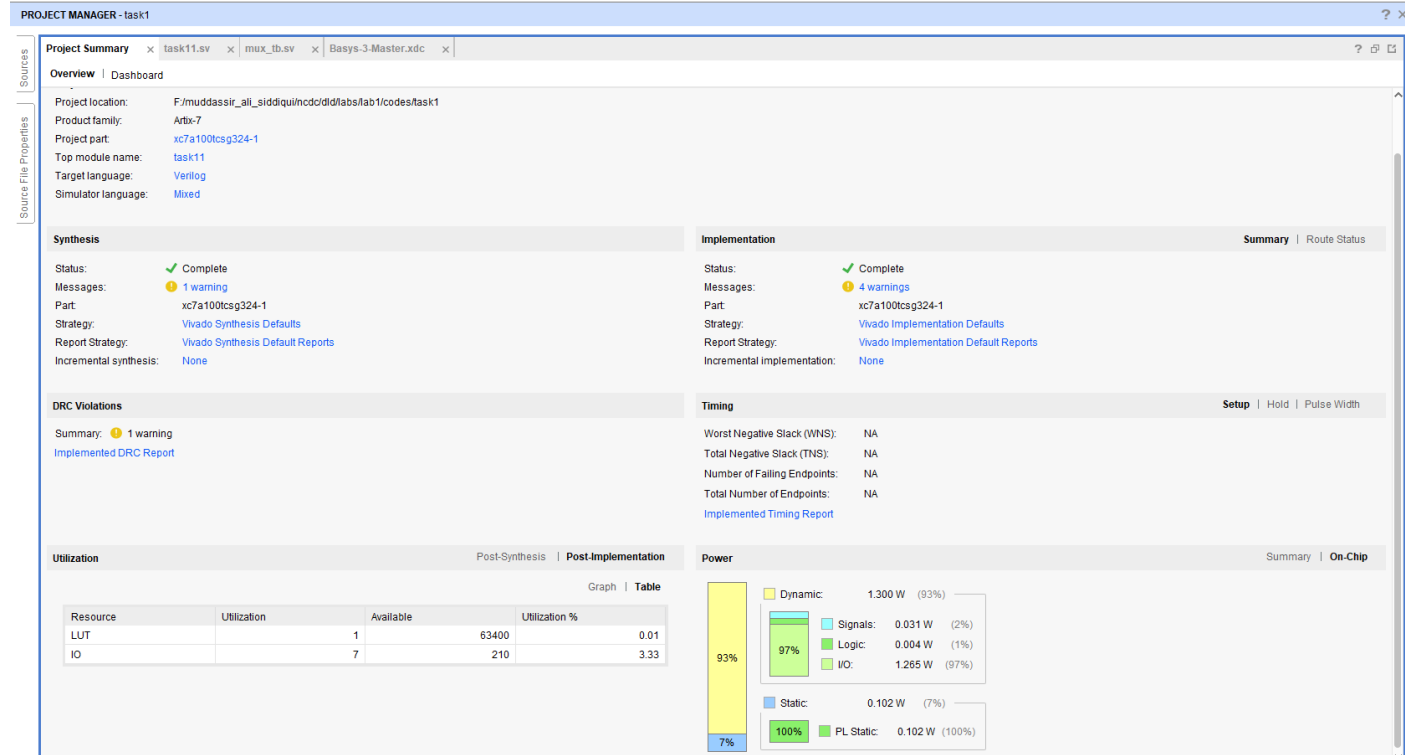 PROJECT MANAGER - task1
? ×
Sources
Source File Properties
Project Summary × task11.sv × mux_tb.sv × Basys-3-Master.xdc ×
?
Overview | Dashboard
Project location: F:/muddassir_ali_siddiqui/ncdc/dld/labs/lab1/codes/task1
Product family: Artix-7
Project part: xc7a100tcsg324-1
Top module name: task11
Target language: Verilog
Simulator language: Mixed
Synthesis
Status: Complete
Messages: 1 warning
Part: xc7a100tcsg324-1
Strategy: Vivado Synthesis Defaults
Report Strategy: Vivado Synthesis Default Reports
Incremental synthesis: None
Implementation Summary | Route Status
Status: Complete
Messages: 4 warnings
Part: xc7a100tcsg324-1
Strategy: Vivado Implementation Defaults
Report Strategy: Vivado Implementation Default Reports
Incremental implementation: None
DRC Violations
Summary: 1 warning
Implemented DRC Report
Timing Setup | Hold | Pulse Width
Worst Negative Slack (WNS): NA
Total Negative Slack (TNS): NA
Number of Failing Endpoints: NA
Total Number of Endpoints: NA
Implemented Timing Report
Utilization Post-Synthesis | Post-Implementation
Graph | Table
Resource Utilization Available Utilization %
LUT 1 63400 0.01
IO 7 210 3.33
Power Summary | On-Chip
93%
7%
Dynamic: 1.300 W (93%)
97%
Signals: 0.031 W (2%)
Logic: 0.004 W (1%)
I/O: 1.265 W (97%)
Static: 0.102 W (7%)
100% PL Static: 0.102 W (100%)